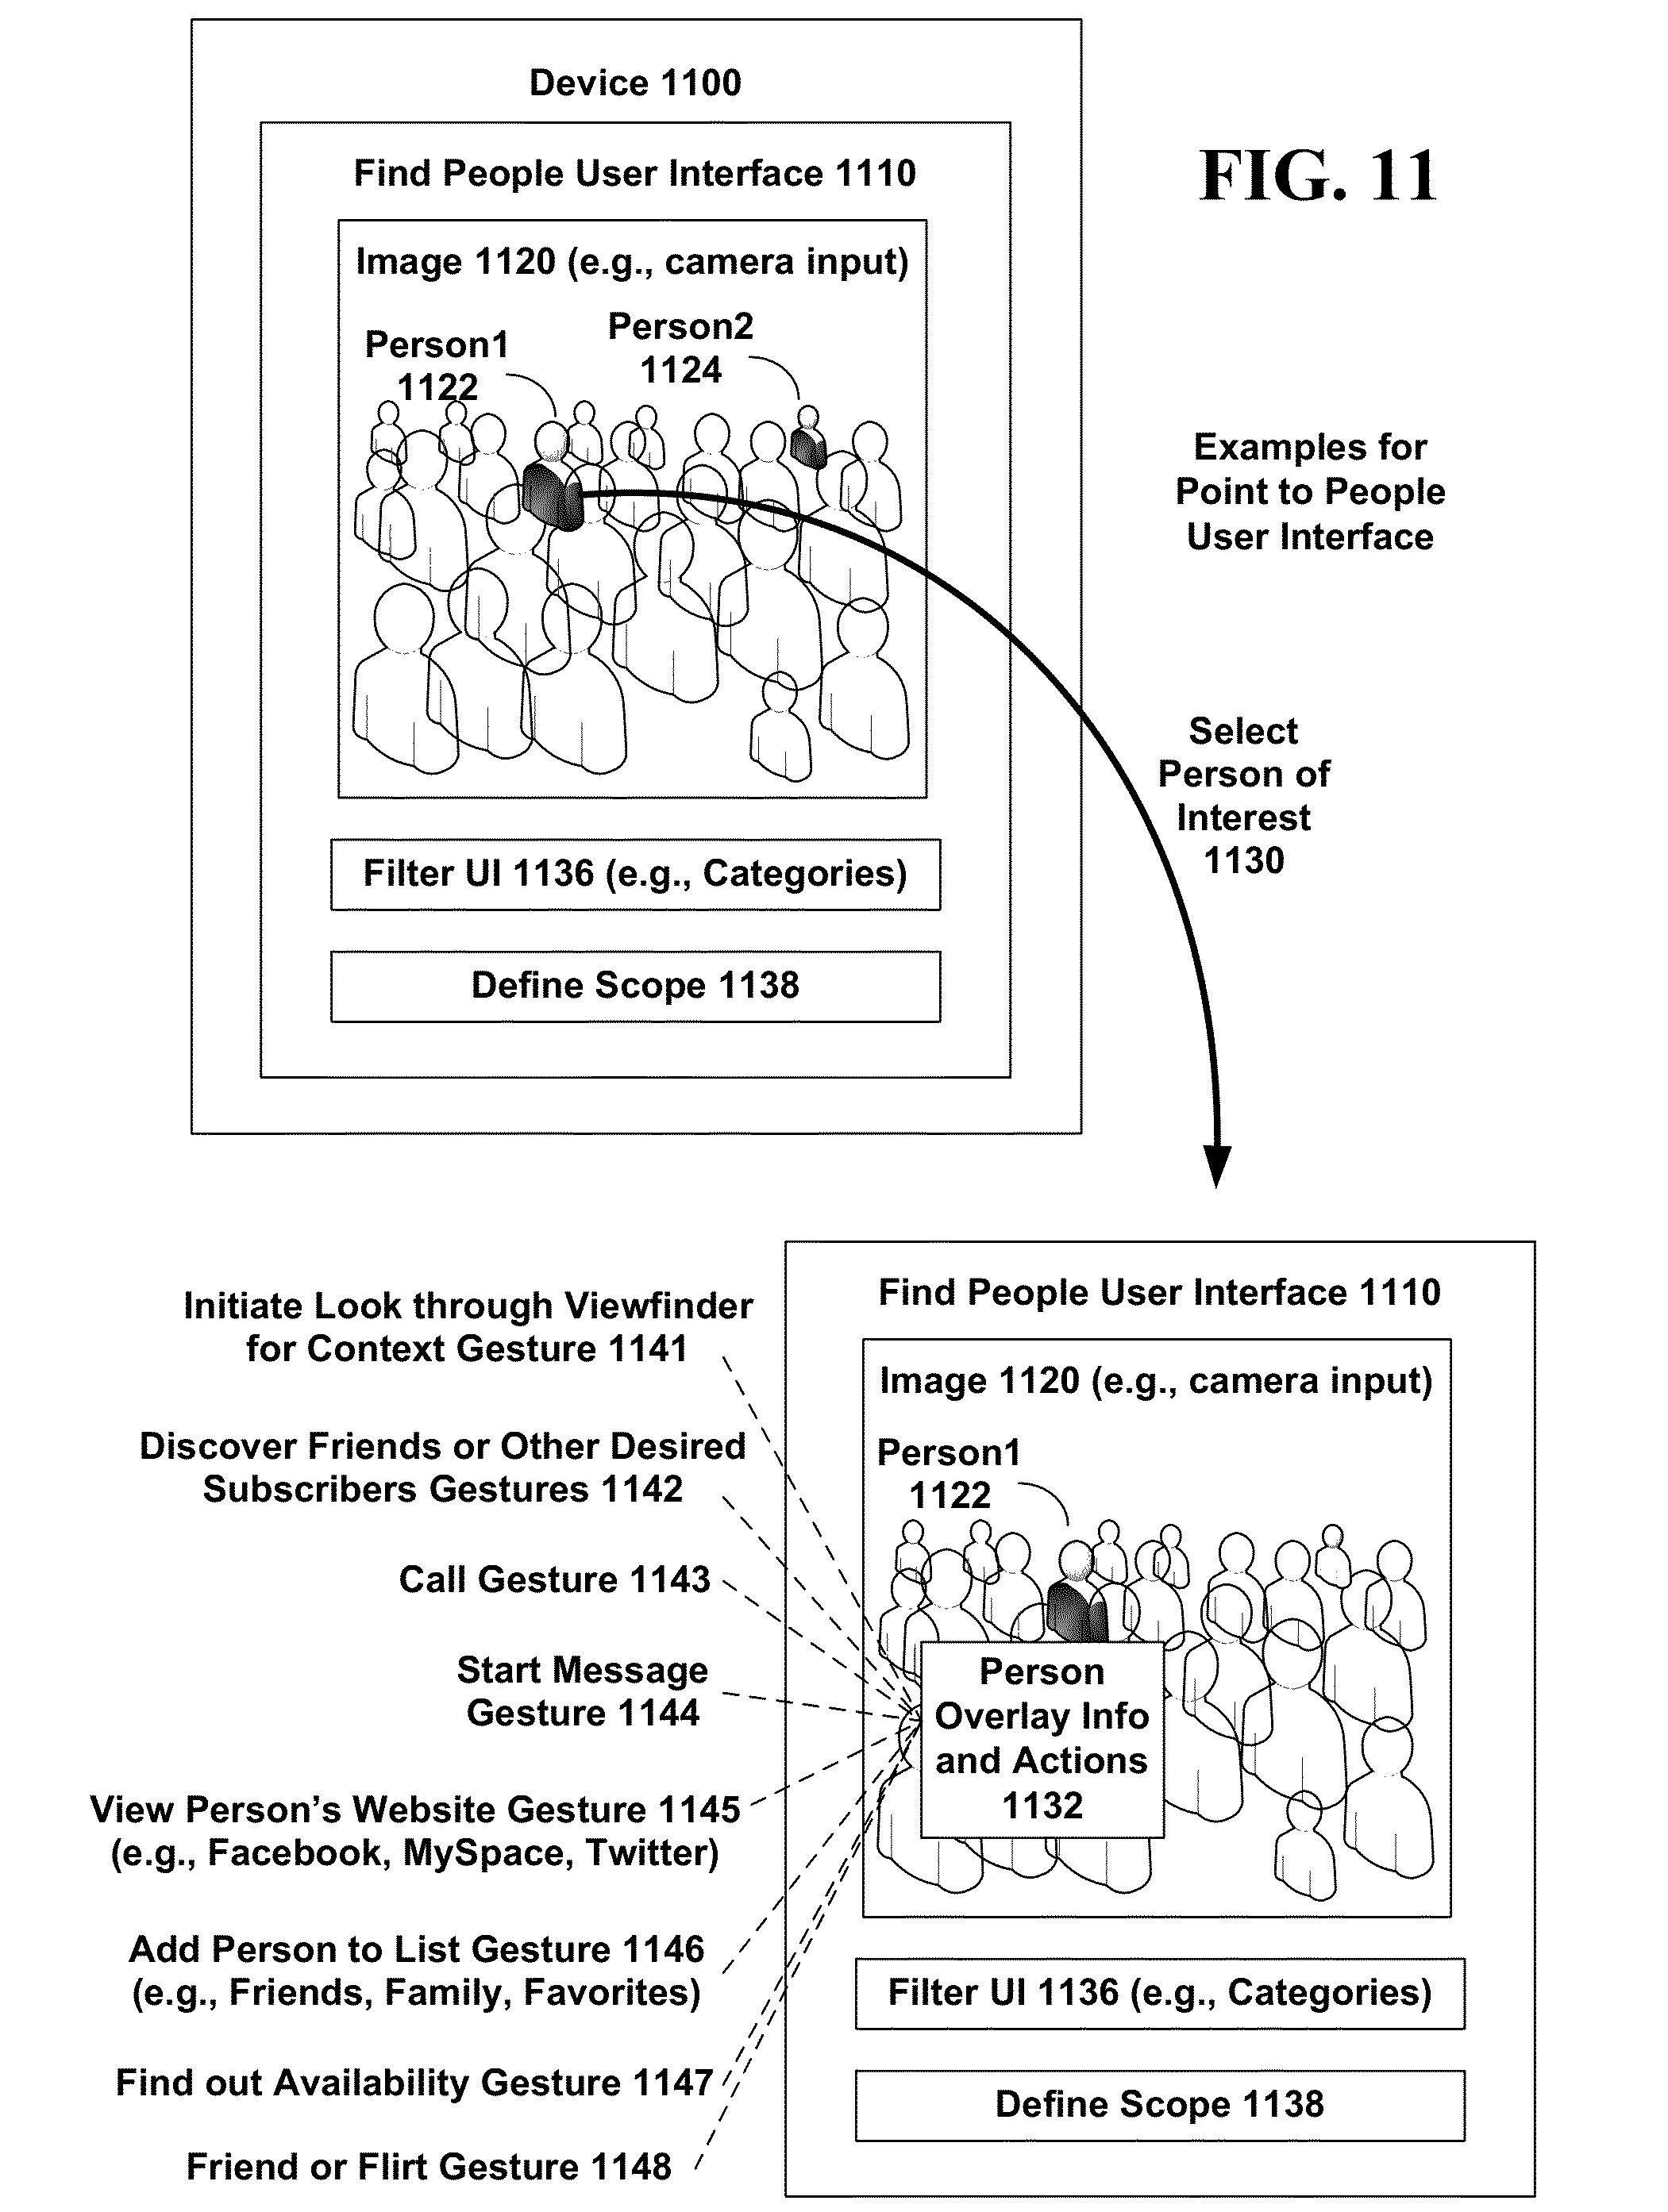 Device 1100
Find People User Interface 1110
FIG. 11
Image 1120 (e.g., camera input)
Person1
1122
Person2
1124
Examples for
Point to People
User Interface
Select
Person of
Interest
1130
Filter UI 1136 (e.g., Categories)
Define Scope 1138
Initiate Look through Viewfinder
for Context Gesture 1141
Discover Friends or Other Desired
Subscribers Gestures 1142
Call Gesture 1143
Start Message
Gesture 1144
View Person’s Website Gesture 1145
(e.g., Facebook, MySpace, Twitter)
Add Person to List Gesture 1146
(e.g., Friends, Family, Favorites)
Find out Availability Gesture 1147
Friend or Flirt Gesture 1148
Find People User Interface 1110
Image 1120 (e.g., camera input)
Person1
1122
Person
Overlay Info
and Actions
1132
Filter UI 1136 (e.g., Categories)
Define Scope 1138